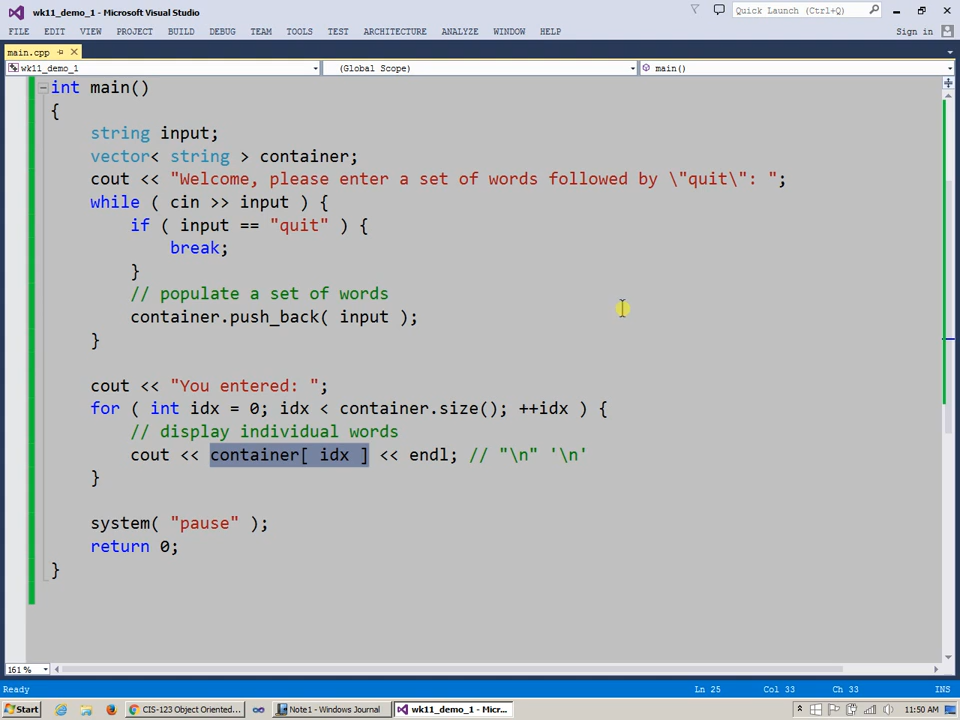 wk11_demo_1 - Microsoft Visual Studio
Quick Launch (Ctrl+Q)
FILE EDIT VIEW PROJECT BUILD DEBUG TEAM TOOLS TEST ARCHITECTURE ANALYZE WINDOW HELP
Sign in
main.cpp
wk11_demo_1
(Global Scope)
main()
int main()
{
string input;
vector< string > container;
cout << "Welcome, please enter a set of words followed by \"quit\": ";
while ( cin >> input ) {
if ( input == "quit" ) {
break;
}
// populate a set of words
container.push_back( input );
}
cout << "You entered: ";
for ( int idx = 0; idx < container.size(); ++idx ) {
// display individual words
cout << container[ idx ] << endl; // "\n" '\n'
}
system( "pause" );
return 0;
}
161 %
Ready
Ln 25
Col 33
Ch 33
INS
Start
CIS-123 Object Oriented...
Note1 - Windows Journal
wk11_demo_1 - Micr...
11:50 AM